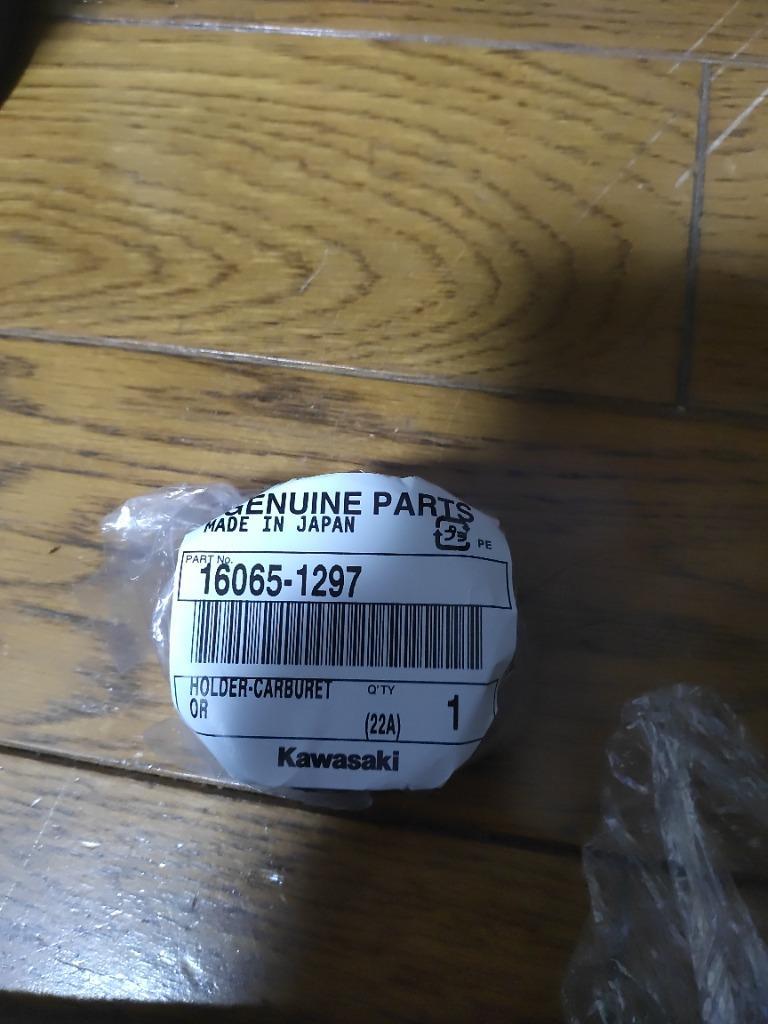 GENUINE PARTS
MADE IN JAPAN
プラ
PE
PART No.
16065-1297
HOLDER-CARBURET
OR
Q'TY
(22A)
1
Kawasaki